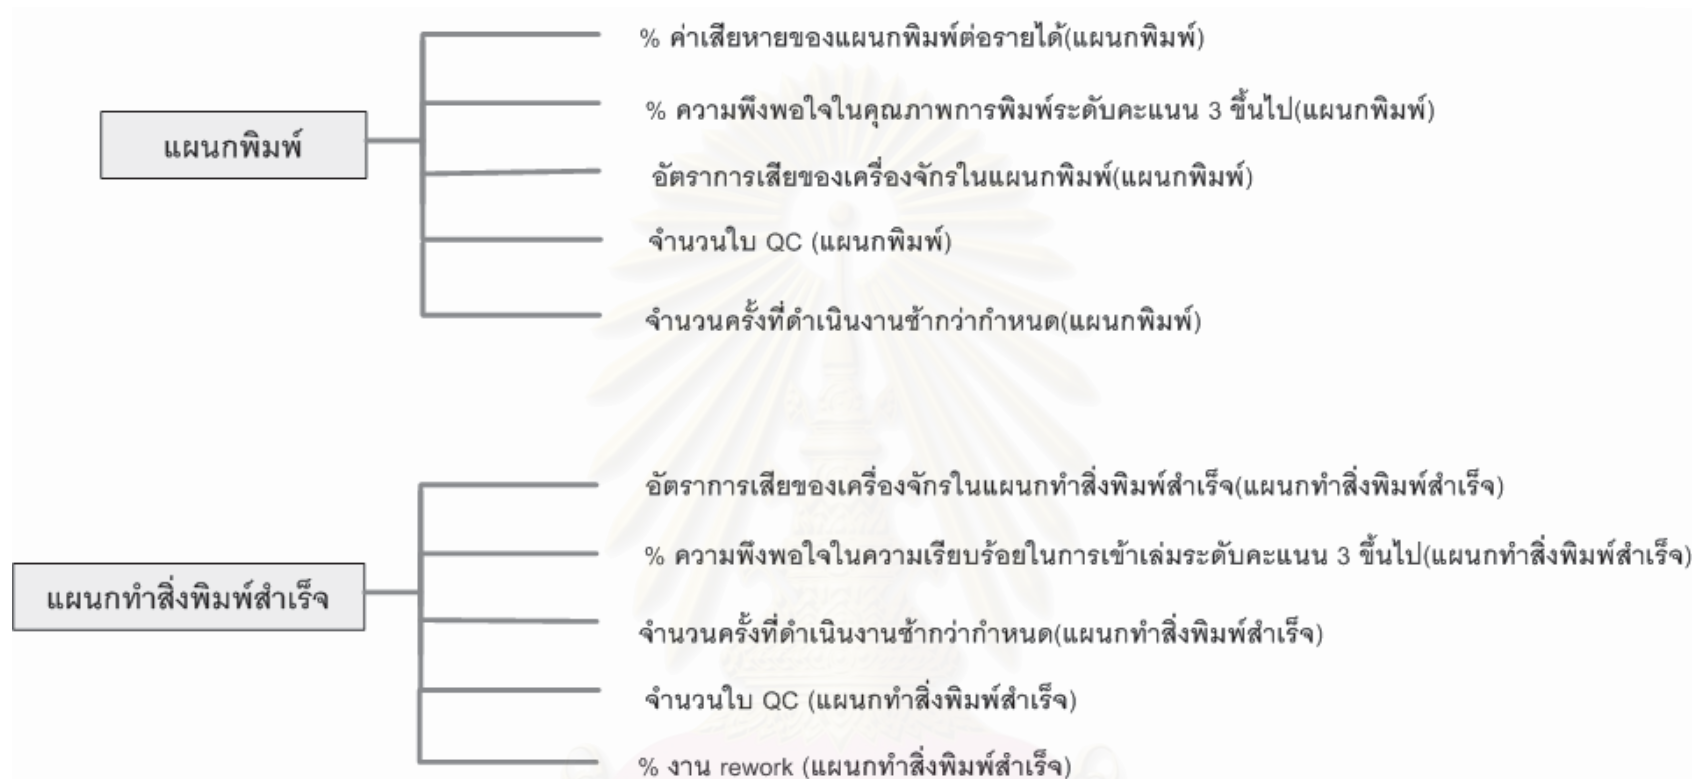 % ค่าเสียหายของแผนกพิมพ์ต่อรายได้(แผนกพิมพ์)
% ความพึงพอใจในคุณภาพการพิมพ์ระดับคะแนน 3 ขึ้นไป(แผนกพิมพ์)
แผนกพิมพ์
อัตราการเสียของเครื่องจักรในแผนกพิมพ์(แผนกพิมพ์)
จำนวนใบ QC (แผนกพิมพ์)
จำนวนครั้งที่ดำเนินงานช้ากว่ากำหนด(แผนกพิมพ์)
อัตราการเสียของเครื่องจักรในแผนกทำสิ่งพิมพ์สำเร็จ(แผนกทำสิ่งพิมพ์สำเร็จ)
% ความพึงพอใจในความเรียบร้อยในการเข้าเล่มระดับคะแนน 3 ขึ้นไป(แผนกทำสิ่งพิมพ์สำเร็จ)
แผนกทำสิ่งพิมพ์สำเร็จ
จำนวนครั้งที่ดำเนินงานช้ากว่ากำหนด(แผนกทำสิ่งพิมพ์สำเร็จ)
จำนวนใบ QC (แผนกทำสิ่งพิมพ์สำเร็จ)
% งาน rework (แผนกทำสิ่งพิมพ์สำเร็จ)